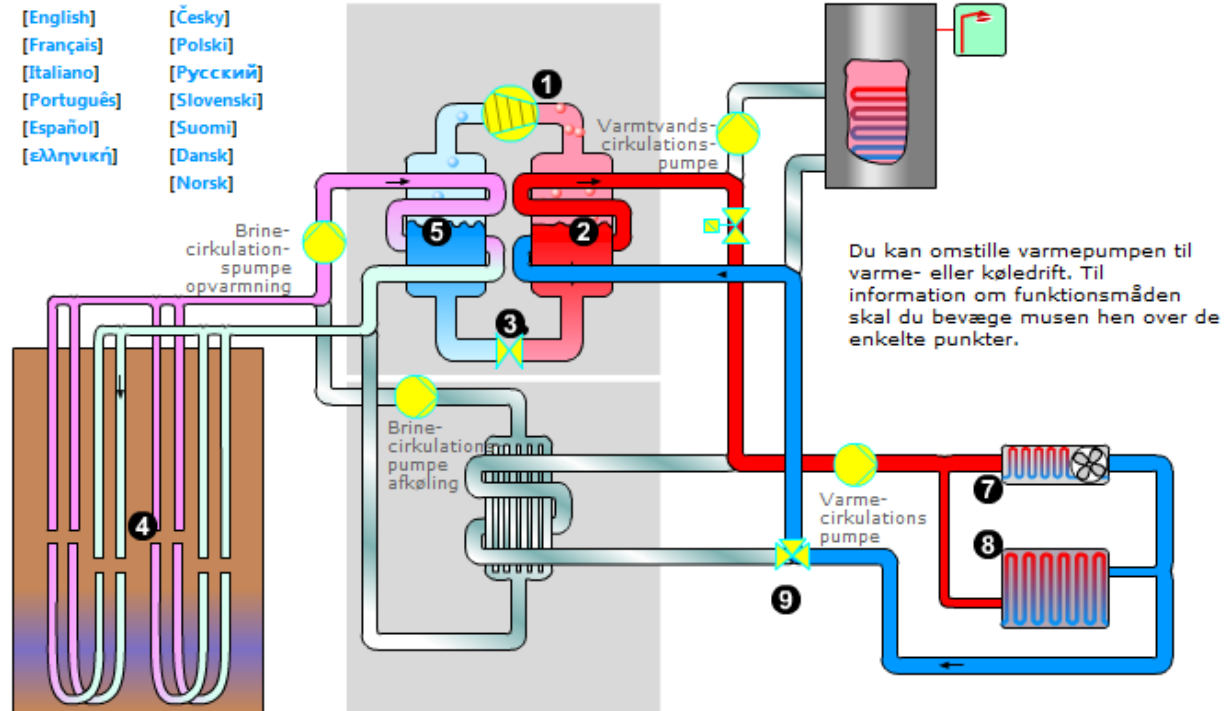 [English]
[Français]
[Italiano]
[Português]
[Español]
[ελληνική]
[Česky]
[Polski]
[Русский]
[Slovenski]
[Suomi]
[Dansk]
[Norsk]
1
Varmtvands-
cirkulations-
pumpe
5
2
Brine-
cirkulation-
spumpe
opvarmning
Du kan omstille varmepumpen til
varme- eller køledrift. Til
information om funktionsmåden
skal du bevæge musen hen over de
enkelte punkter.
3
Brine-
cirkulations
pumpe
afkøling
4
Varme-
cirkulations
pumpe
7
8
9